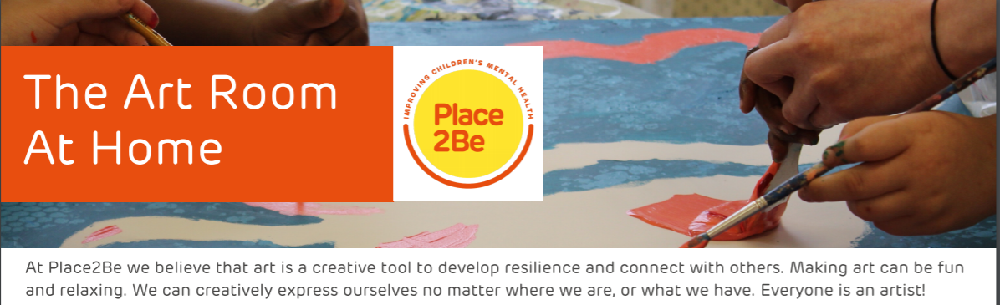 The Art Room
At Home
IMPROVING CHILDREN'S MENTAL HEALTH
Place
2Be
At Place2Be we believe that art is a creative tool to develop resilience and connect with others. Making art can be fun
and relaxing. We can creatively express ourselves no matter where we are, or what we have. Everyone is an artist!